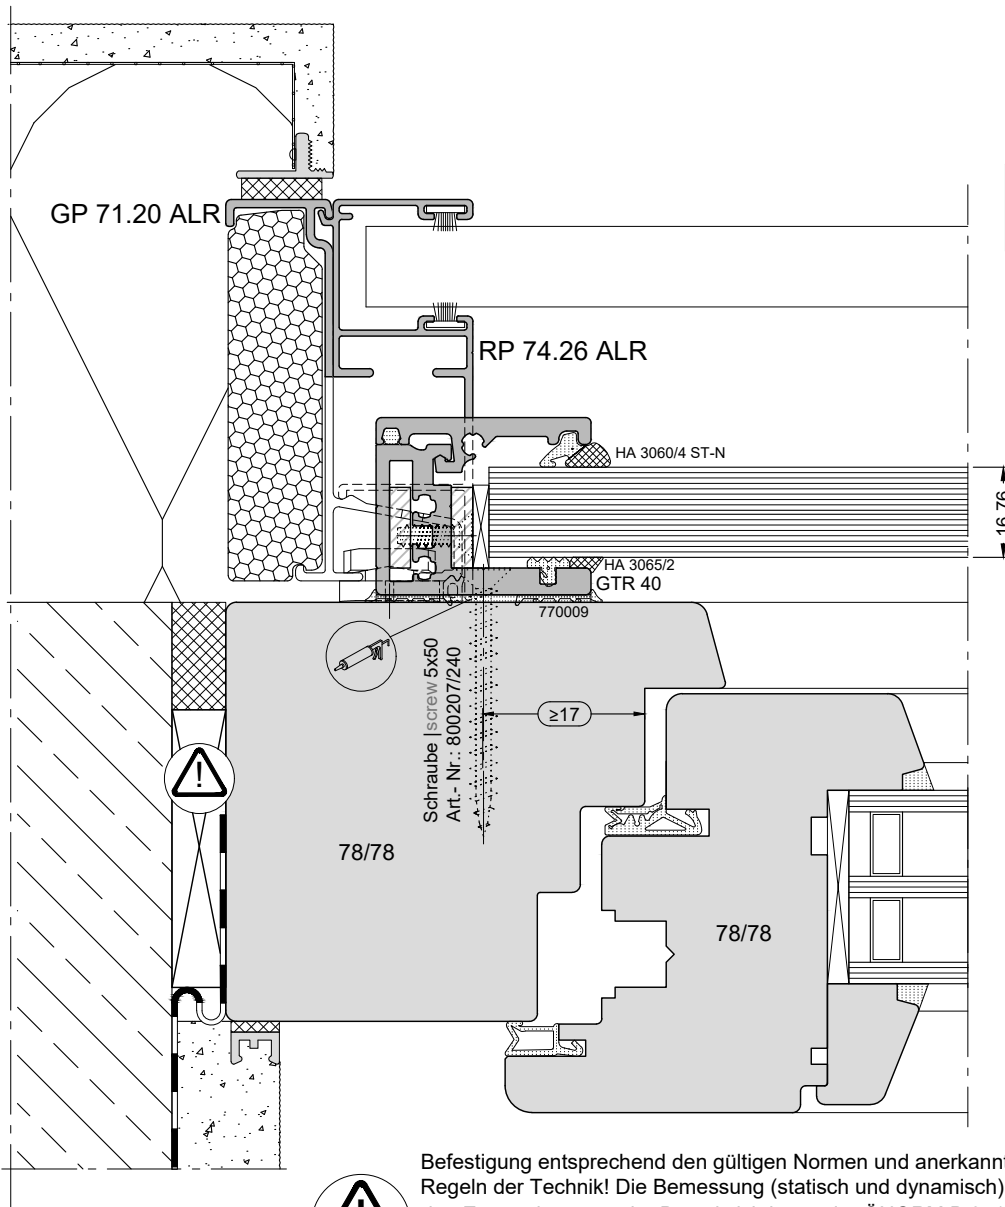 GP 71.20 ALR
RP 74.26 ALR
HA 3060/4 ST-N
16,76
HA 3065/2
GTR 40
770009
Schraube | screw 5x50
Art.- Nr.: 800207/240
≥17
78/78
78/78
Befestigung entsprechend den gültigen Normen und anerkannt
Regeln der Technik! Die Bemessung (statisch und dynamisch)